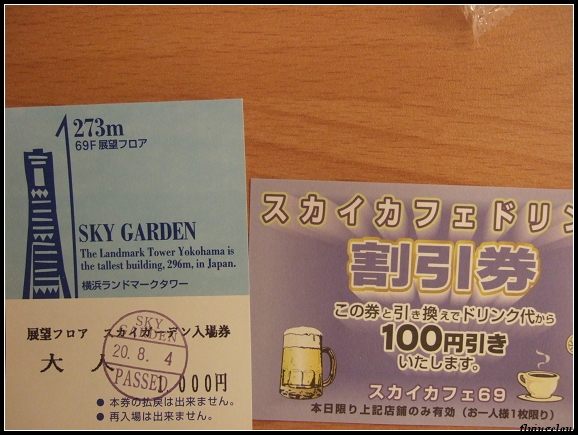 273m
69F 展望フロア
SKY GARDEN
The Landmark Tower Yokohama is
the tallest building, 296m, in Japan.
横浜ランドマークタワー
展望フロア スカイガーデン入場券
大人
1,000円
SKY
GARDEN
20.8.4
PASSED
● 本券の払戻は出来ません。
● 再入場は出来ません。
スカイカフェドリン
割引券
この券と引き換えでドリンク代から
100円引き
いたします。
スカイカフェ69
本日限り上記店舗のみ有効(お一人様1枚限り)